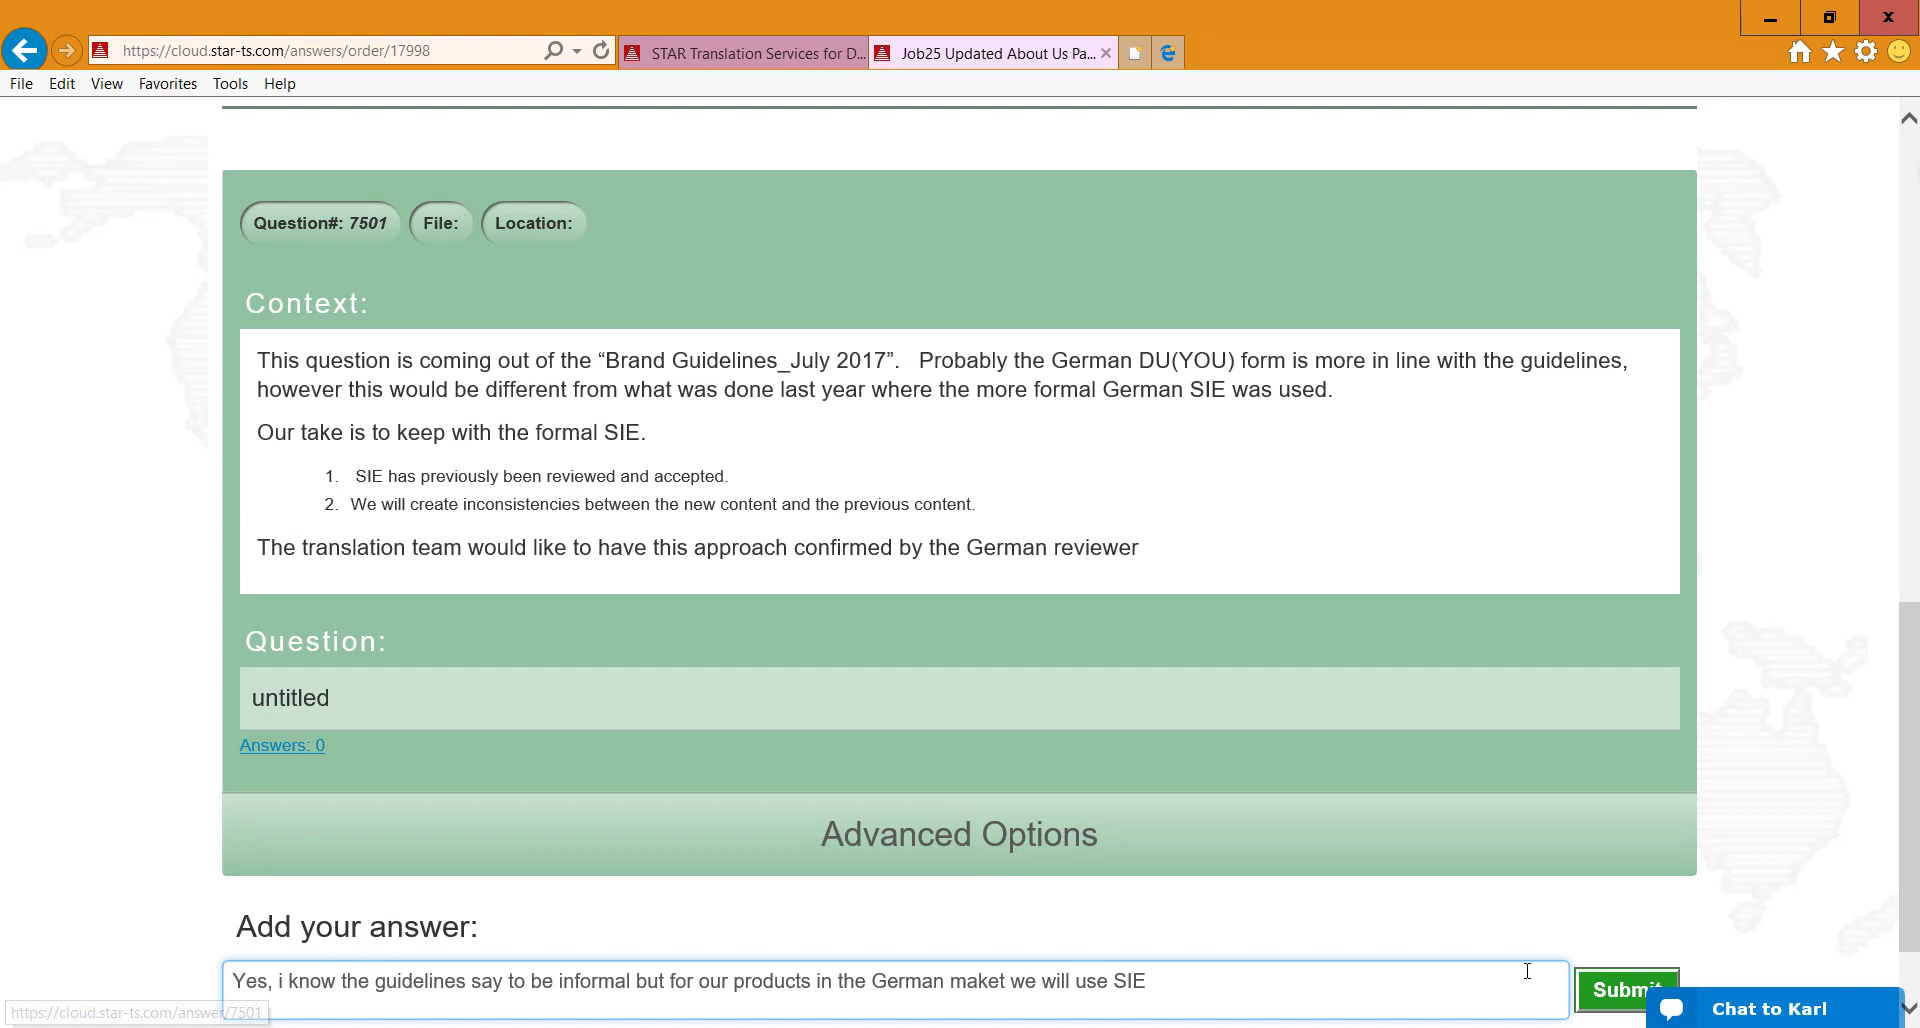 https://cloud.star-ts.com/answers/order/17998
STAR Translation Services for D...
Job25 Updated About Us Pa...
File Edit View Favorites Tools Help
Question#: 7501 File: Location:
Context:
This question is coming out of the “Brand Guidelines_July 2017”. Probably the German DU(YOU) form is more in line with the guidelines,
however this would be different from what was done last year where the more formal German SIE was used.
Our take is to keep with the formal SIE.
1. SIE has previously been reviewed and accepted.
2. We will create inconsistencies between the new content and the previous content.
The translation team would like to have this approach confirmed by the German reviewer
Question:
untitled
Answers: 0
Advanced Options
Add your answer:
Yes, i know the guidelines say to be informal but for our products in the German maket we will use SIE
Submit
https://cloud.star-ts.com/answer/7501
Chat to Karl